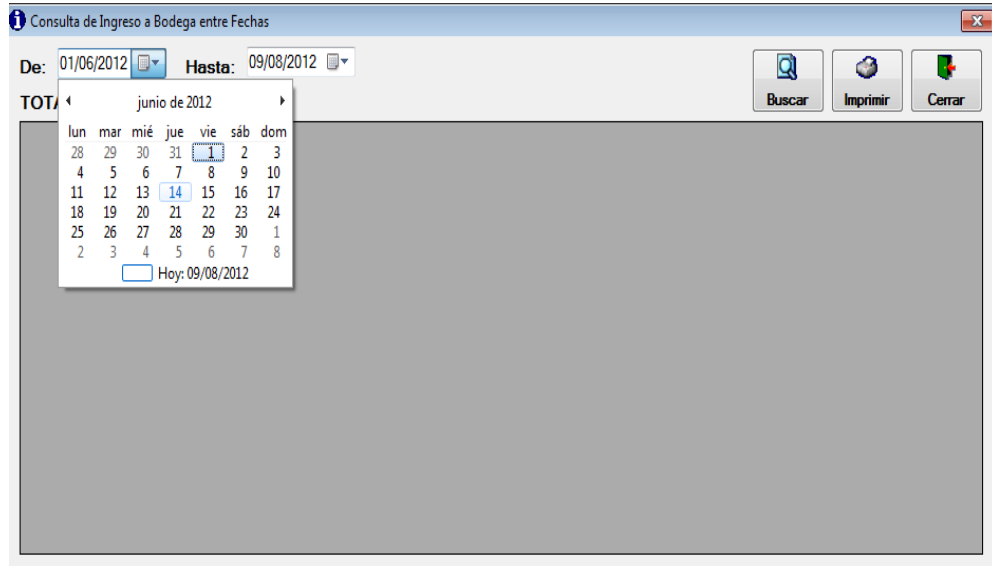 Consulta de Ingreso a Bodega entre Fechas
De: 01/06/2012 Hasta: 09/08/2012
Buscar Imprimir Cerrar
TOTA
junio de 2012
lun mar mié jue vie sáb dom
28 29 30 31 1 2 3
4 5 6 7 8 9 10
11 12 13 14 15 16 17
18 19 20 21 22 23 24
25 26 27 28 29 30 1
2 3 4 5 6 7 8
Hoy: 09/08/2012